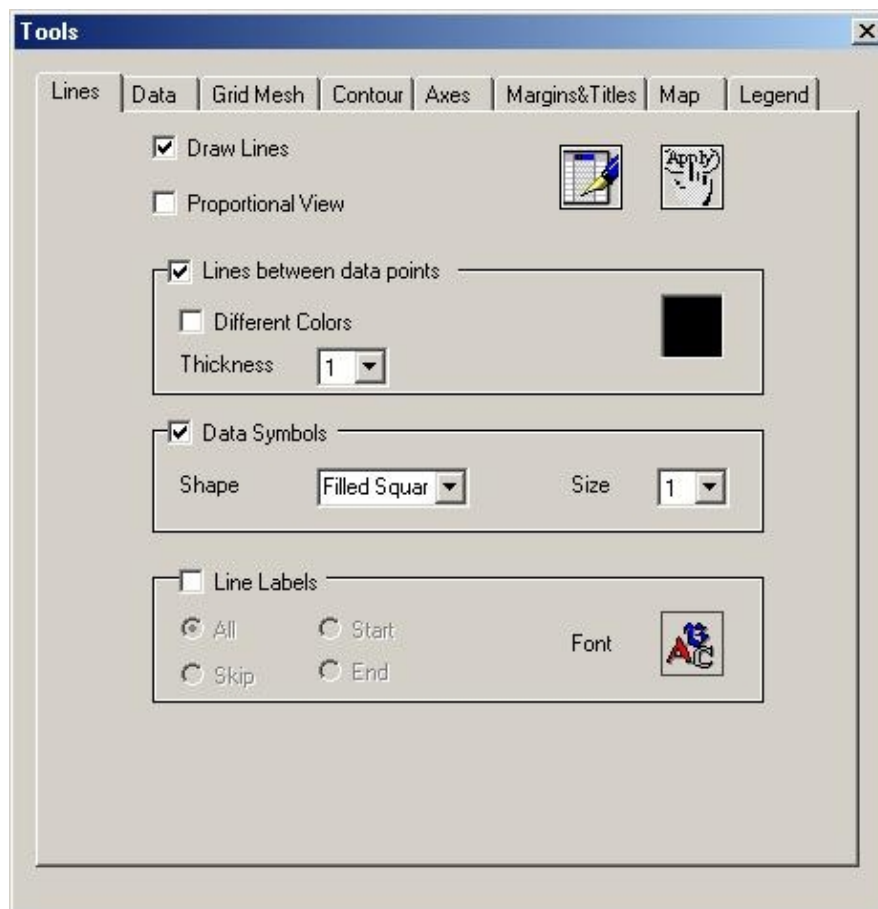 Tools
Lines Data Grid Mesh Contour Axes Margins&Titles Map Legend
Draw Lines
Apply
Proportional View
Lines between data points
Different Colors
Thickness 1
Data Symbols
Shape Filled Squar Size 1
Line Labels
All Start
Font
Skip End